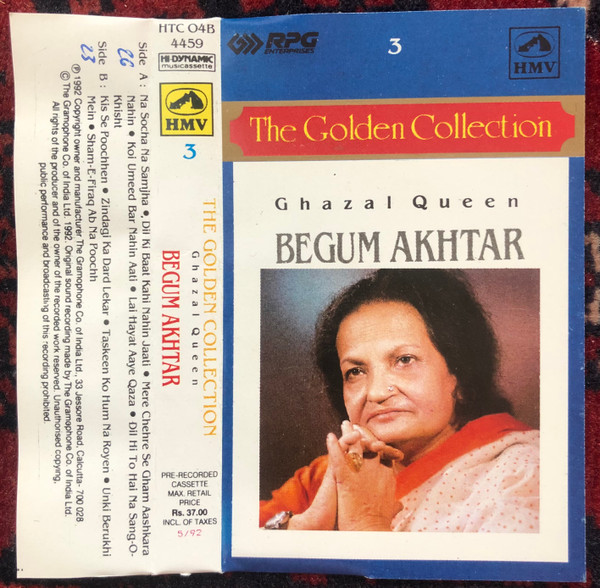 HTC 04B
4459
HI-DYNAMIC
musicassette
HMV
3
THE GOLDEN COLLECTION
Ghazal Queen
BEGUM AKHTAR
PRE-RECORDED
CASSETTE
MAX. RETAIL
PRICE
Rs. 37.00
INCL. OF TAXES
5/92
Side A : Na Socha Na Samjha • Dil Ki Baat Kahi Nahin Jaati • Mere Chehre Se Gham Aashkara
26
Nahin • Koi Umeed Bar Nahin Aati • Lai Hayat Aaye Qaza • Dil Hi To Hai Na Sang-O-
Khisht
Side B : Kis Se Poochhen • Zindagi Ka Dard Lekar • Taskeen Ko Hum Na Royen • Unki Berukhi
23
Mein • Sham-E-Firaq Ab Na Poochh
Ⓟ 1992 Copyright owner and manufacturer The Gramophone Co. of India Ltd., 33 Jessore Road, Calcutta- 700 028
© The Gramophone Co. of India Ltd. 1992. Original sound recording made by The Gramophone Co. of India Ltd.
All rights of the producer and of the owner of the recorded work reserved. Unauthorised copying,
public performance and broadcasting of this recording prohibited.
RPG
ENTERPRISES
3
HMV
The Golden Collection
Ghazal Queen
BEGUM AKHTAR